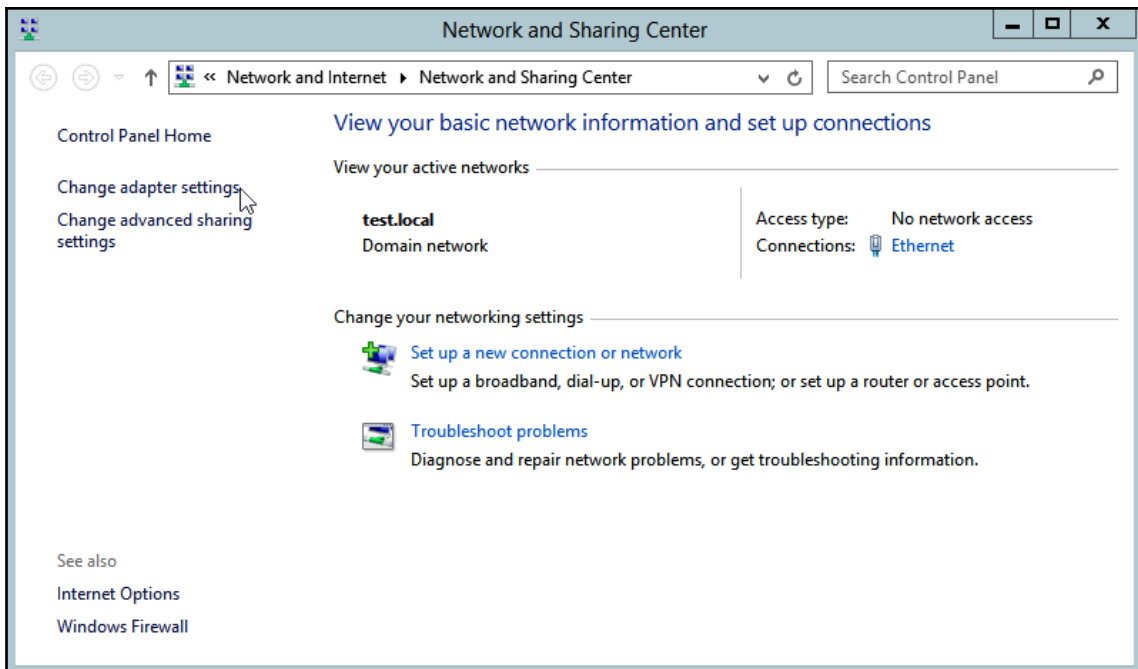 Network and Sharing Center
« Network and Internet ▸ Network and Sharing Center
Search Control Panel
Control Panel Home
Change adapter settings
Change advanced sharing
settings
See also
Internet Options
Windows Firewall
View your basic network information and set up connections
View your active networks
test.local
Domain network
Access type: No network access
Connections: Ethernet
Change your networking settings
Set up a new connection or network
Set up a broadband, dial-up, or VPN connection; or set up a router or access point.
Troubleshoot problems
Diagnose and repair network problems, or get troubleshooting information.